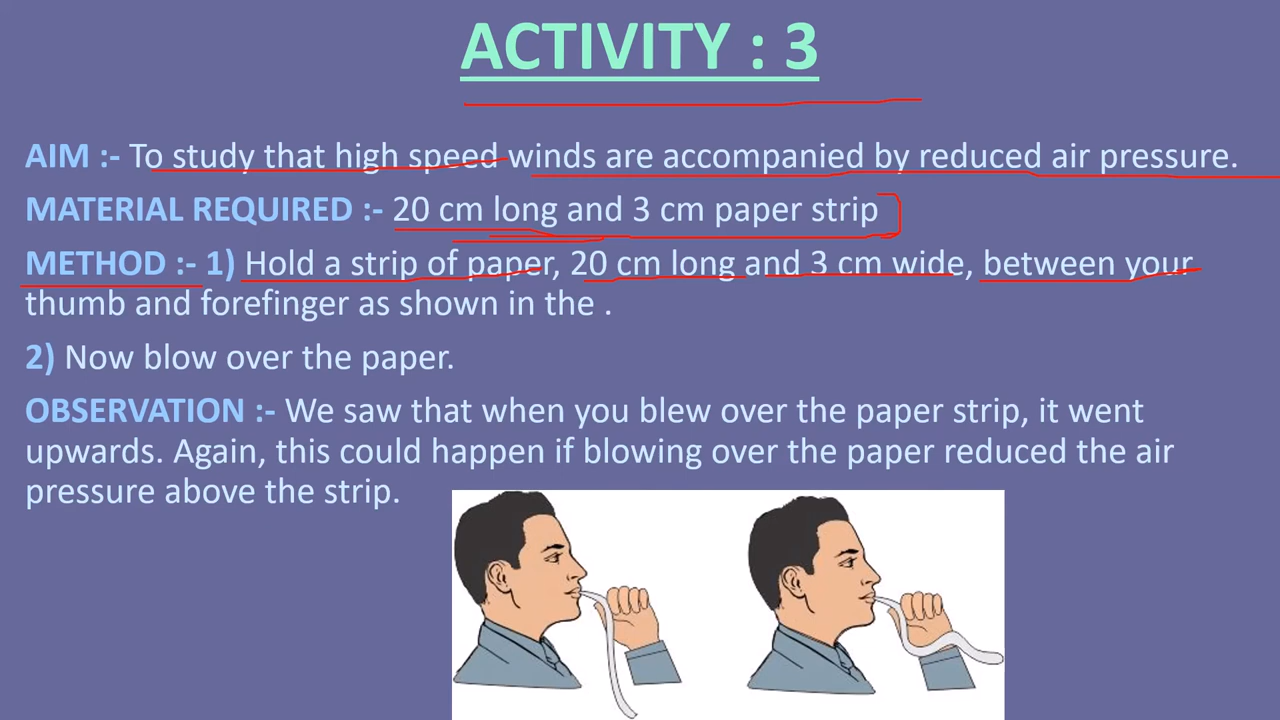 ACTIVITY : 3
AIM :- To study that high speed winds are accompanied by reduced air pressure.
MATERIAL REQUIRED :- 20 cm long and 3 cm paper strip
METHOD :- 1) Hold a strip of paper, 20 cm long and 3 cm wide, between your
thumb and forefinger as shown in the .
2) Now blow over the paper.
OBSERVATION :- We saw that when you blew over the paper strip, it went
upwards. Again, this could happen if blowing over the paper reduced the air
pressure above the strip.